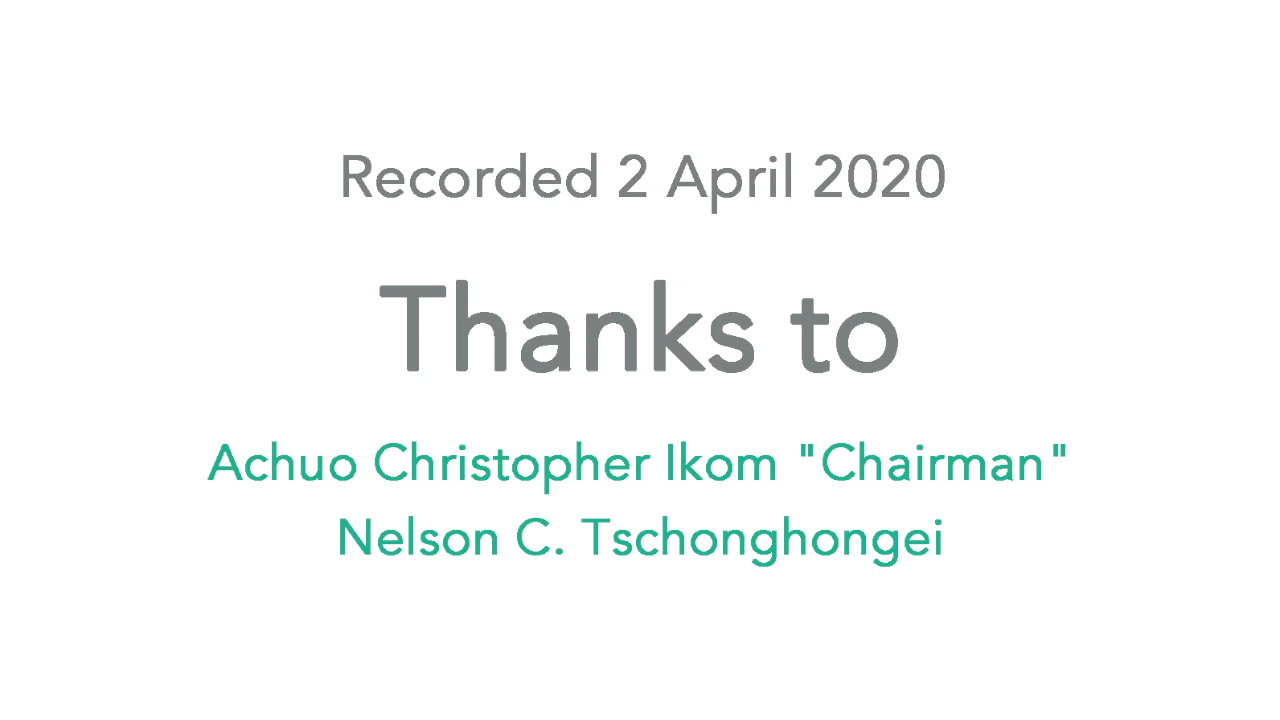 Recorded 2 April 2020
Thanks to
Achuo Christopher Ikom "Chairman"
Nelson C. Tschonghongei